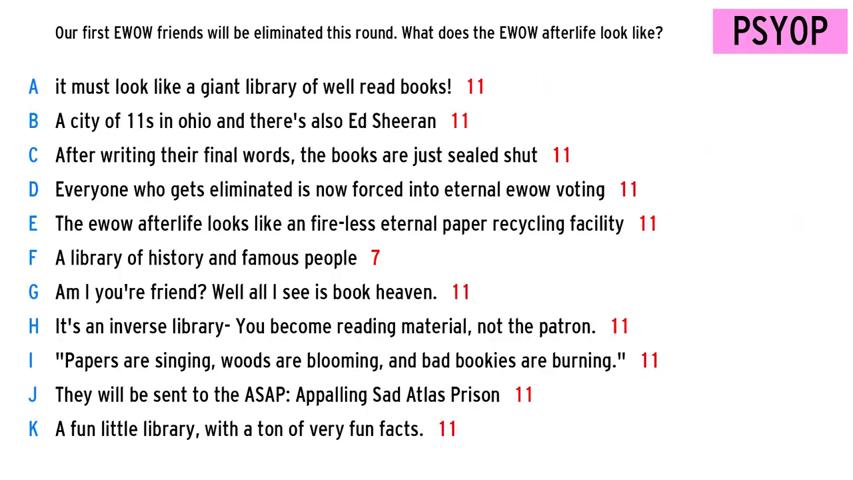 Our first EWOW friends will be eliminated this round. What does the EWOW afterlife look like?
PSYOP
A it must look like a giant library of well read books! 11
B A city of 11s in ohio and there's also Ed Sheeran 11
C After writing their final words, the books are just sealed shut 11
D Everyone who gets eliminated is now forced into eternal ewow voting 11
E The ewow afterlife looks like an fire-less eternal paper recycling facility 11
F A library of history and famous people 7
G Am I you're friend? Well all I see is book heaven. 11
H It's an inverse library- You become reading material, not the patron. 11
I "Papers are singing, woods are blooming, and bad bookies are burning." 11
J They will be sent to the ASAP: Appalling Sad Atlas Prison 11
K A fun little library, with a ton of very fun facts. 11